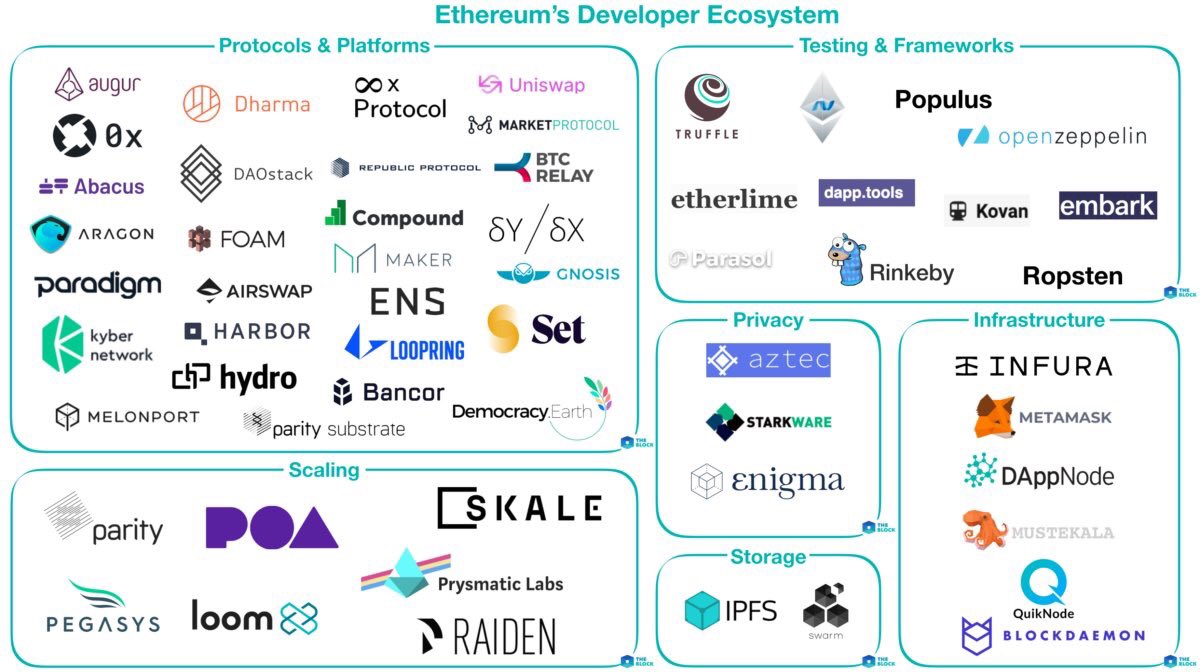 Ethereum's Developer Ecosystem
Protocols & Platforms
augur
Dharma
∞ x
Protocol
Uniswap
MARKETPROTOCOL
0x
Abacus
DAOstack
REPUBLIC PROTOCOL
BTC
RELAY
Compound
δY/δX
ARAGON
FOAM
MAKER
GNOSIS
paradigm
AIRSWAP
ENS
kyber
network
HARBOR
LOOPRING
Set
hydro
Bancor
Democracy.Earth
MELONPORT
parity substrate
THE
BLOCK
Testing & Frameworks
TRUFFLE
N
Populus
openzeppelin
etherlime
dapp.tools
Kovan
embark
Parasol
Rinkeby
Ropsten
THE
BLOCK
Scaling
parity
POA
SKALE
Prysmatic Labs
PEGASYS
loom
RAIDEN
THE
BLOCK
Privacy
aztec
STARKWARE
enigma
THE
BLOCK
Storage
IPFS
swarm
THE
BLOCK
Infrastructure
INFURA
METAMASK
DAppNode
MUSTEKALA
QuikNode
BLOCKDAEMON
THE
BLOCK